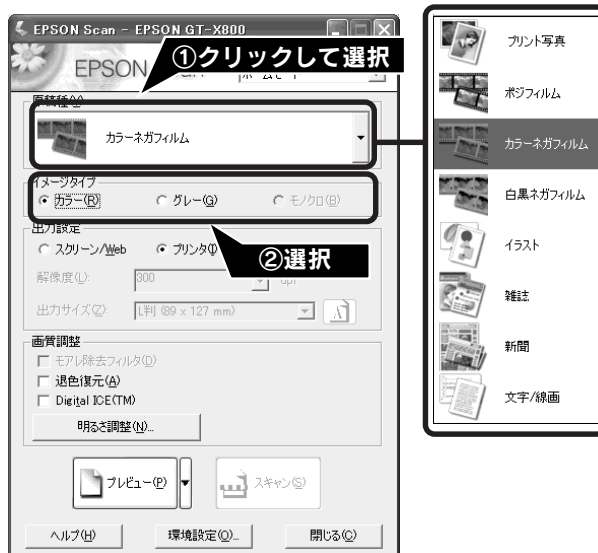 EPSON Scan - EPSON GT-X800
EPSON
①クリックして選択
原稿種(A)
カラーネガフィルム
イメージタイプ
カラー(R)
グレー(G)
モノクロ(B)
出力設定
スクリーン/Web
プリンタ(I)
②選択
解像度(L):
300
dpi
出力サイズ(Z):
L判 (89 x 127 mm)
画質調整
モアレ除去フィルタ(D)
退色復元(A)
Digital ICE(TM)
明るさ調整(N)...
プレビュー(P)
スキャン(S)
ヘルプ(H)
環境設定(O)...
閉じる(C)
プリント写真
ポジフィルム
カラーネガフィルム
白黒ネガフィルム
イラスト
雑誌
新聞
文字/線画